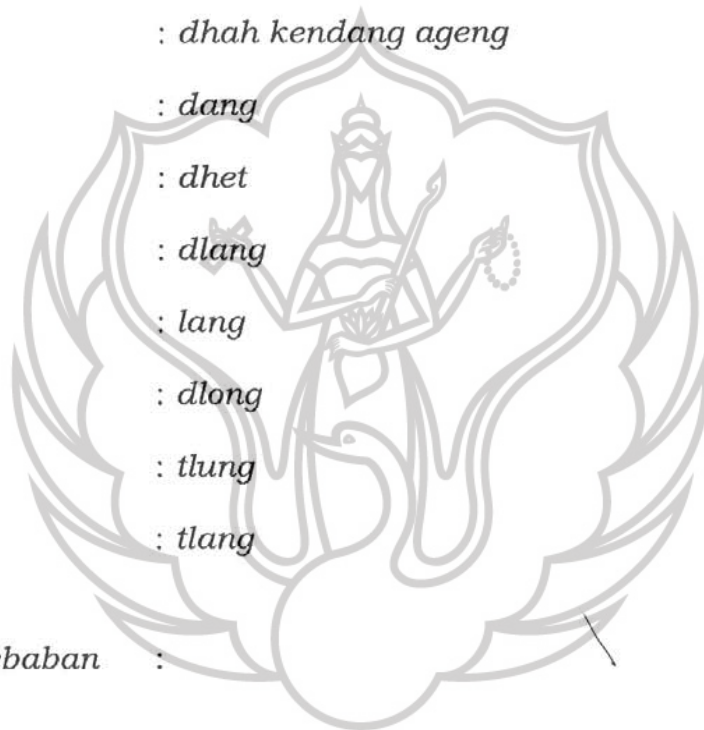 : dhah kendang ageng
: dang
: dhet
: dlang
: lang
: dlong
: tlung
: tlang
ebaban :